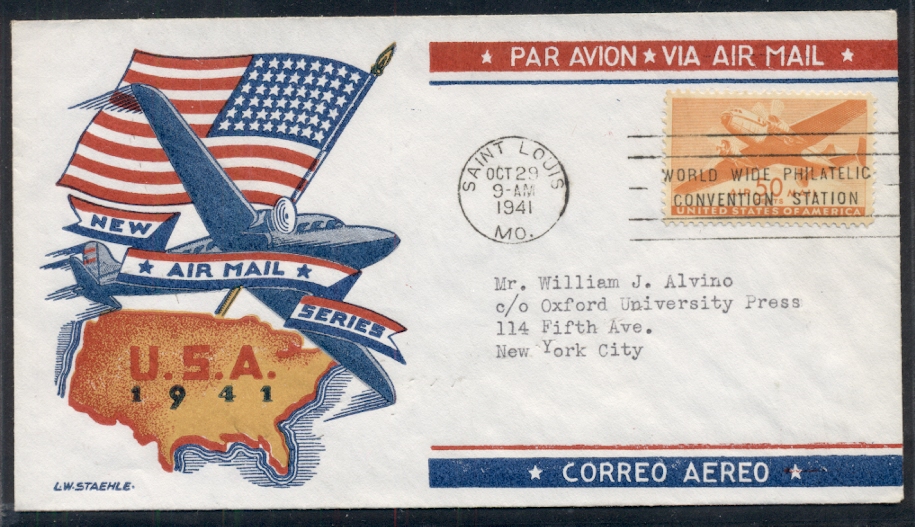 ★ PAR AVION ★ VIA AIR MAIL ★
SAINT LOUIS
OCT 29
9-AM
1941
MO.
WORLD WIDE PHILATELIC
CONVENTION STATION
AIR 50 MAIL
UNITED STATES OF AMERICA
NEW
★ AIR MAIL ★
SERIES
U.S.A.
1941
Mr. William J. Alvino
c/o Oxford University Press
114 Fifth Ave.
New York City
L.W. STAEHLE.
★ CORREO AEREO ★